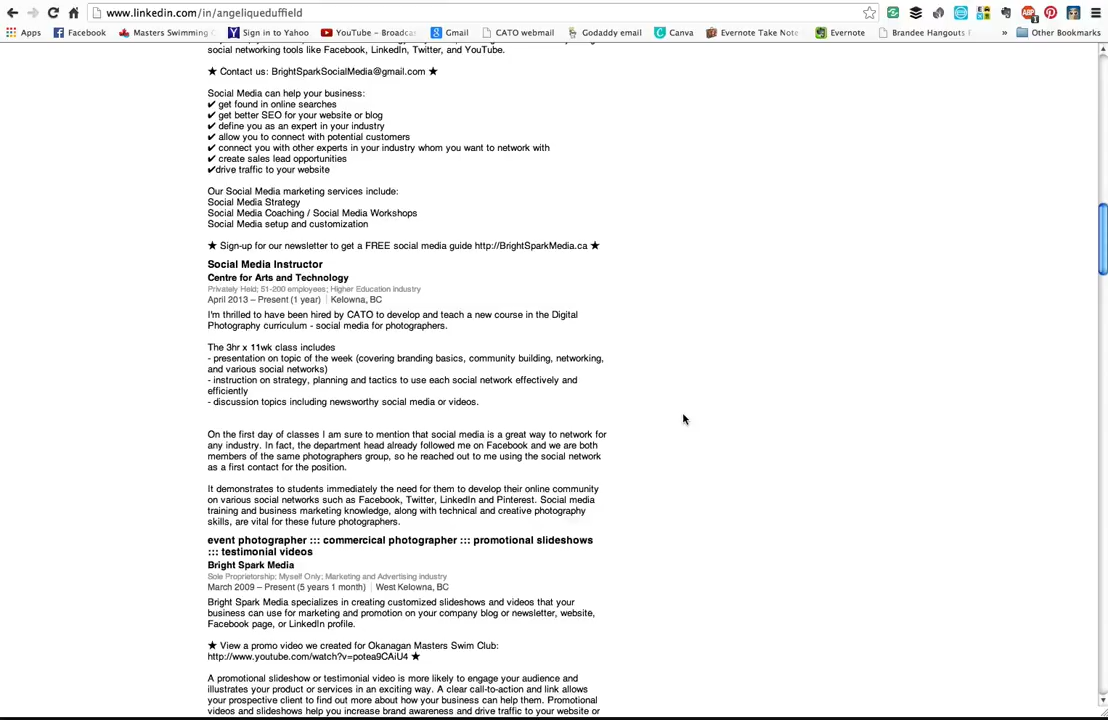 www.linkedin.com/in/angeliqueduffield
Apps Facebook Masters Swimming Sign in to Yahoo YouTube – Broadcas Gmail CATO webmail Godaddy email Canva Evernote Take Note Evernote Brandee Hangouts » Other Bookmarks
social networking tools like Facebook, LinkedIn, Twitter, and YouTube.
★ Contact us: BrightSparkSocialMedia@gmail.com ★
Social Media can help your business:
✔ get found in online searches
✔ get better SEO for your website or blog
✔ define you as an expert in your industry
✔ allow you to connect with potential customers
✔ connect you with other experts in your industry whom you want to network with
✔ create sales lead opportunities
✔drive traffic to your website
Our Social Media marketing services include:
Social Media Strategy
Social Media Coaching / Social Media Workshops
Social Media setup and customization
★ Sign-up for our newsletter to get a FREE social media guide http://BrightSparkMedia.ca ★
Social Media Instructor
Centre for Arts and Technology
Privately Held; 51-200 employees; Higher Education industry
April 2013 – Present (1 year) | Kelowna, BC
I'm thrilled to have been hired by CATO to develop and teach a new course in the Digital
Photography curriculum - social media for photographers.
The 3hr x 11wk class includes
- presentation on topic of the week (covering branding basics, community building, networking,
and various social networks)
- instruction on strategy, planning and tactics to use each social network effectively and
efficiently
- discussion topics including newsworthy social media or videos.
On the first day of classes I am sure to mention that social media is a great way to network for
any industry. In fact, the department head already followed me on Facebook and we are both
members of the same photographers group, so he reached out to me using the social network
as a first contact for the position.
It demonstrates to students immediately the need for them to develop their online community
on various social networks such as Facebook, Twitter, LinkedIn and Pinterest. Social media
training and business marketing knowledge, along with technical and creative photography
skills, are vital for these future photographers.
event photographer ::: commercical photographer ::: promotional slideshows
::: testimonial videos
Bright Spark Media
Sole Proprietorship; Myself Only; Marketing and Advertising industry
March 2009 – Present (5 years 1 month) | West Kelowna, BC
Bright Spark Media specializes in creating customized slideshows and videos that your
business can use for marketing and promotion on your company blog or newsletter, website,
Facebook page, or LinkedIn profile.
★ View a promo video we created for Okanagan Masters Swim Club:
http://www.youtube.com/watch?v=potea9CAiU4 ★
A promotional slideshow or testimonial video is more likely to engage your audience and
illustrates your product or services in an exciting way. A clear call-to-action and link allows
your prospective client to find out more about how your business can help them. Promotional
videos and slideshows help you increase brand awareness and drive traffic to your website or